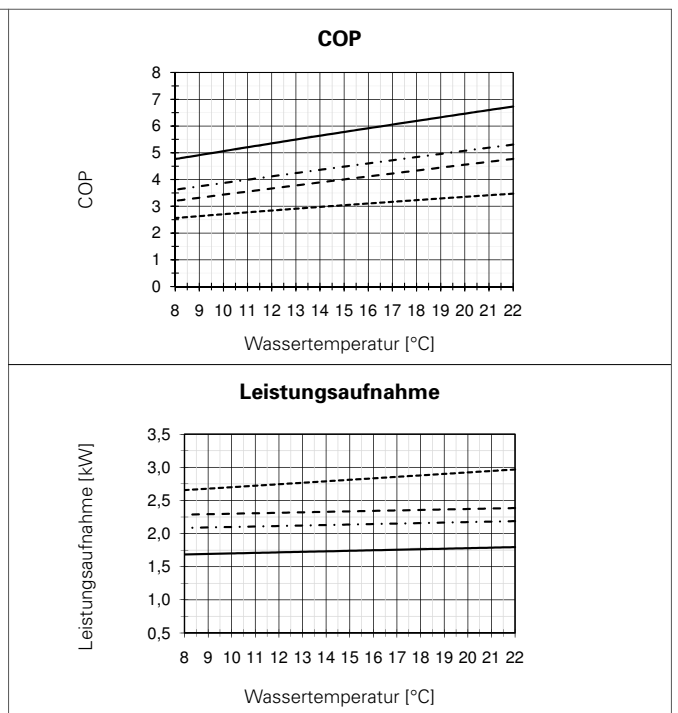 COP
8
7
6
5
4
3
2
1
0
COP
8 9 10 11 12 13 14 15 16 17 18 19 20 21 22
Wassertemperatur [°C]
Leistungsaufnahme
3,5
3,0
2,5
2,0
1,5
1,0
0,5
Leistungsaufnahme [kW]
8 9 10 11 12 13 14 15 16 17 18 19 20 21 22
Wassertemperatur [°C]